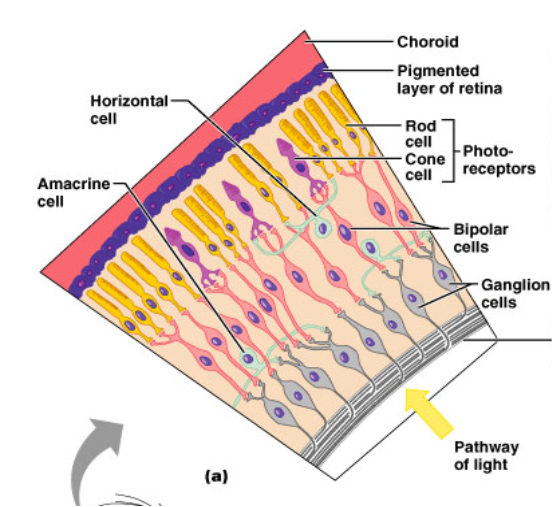 Choroid
Pigmented
layer of retina
Horizontal
cell
Rod
cell
Cone
cell
Photo-
receptors
Amacrine
cell
Bipolar
cells
Ganglion
cells
Pathway
of light
(a)